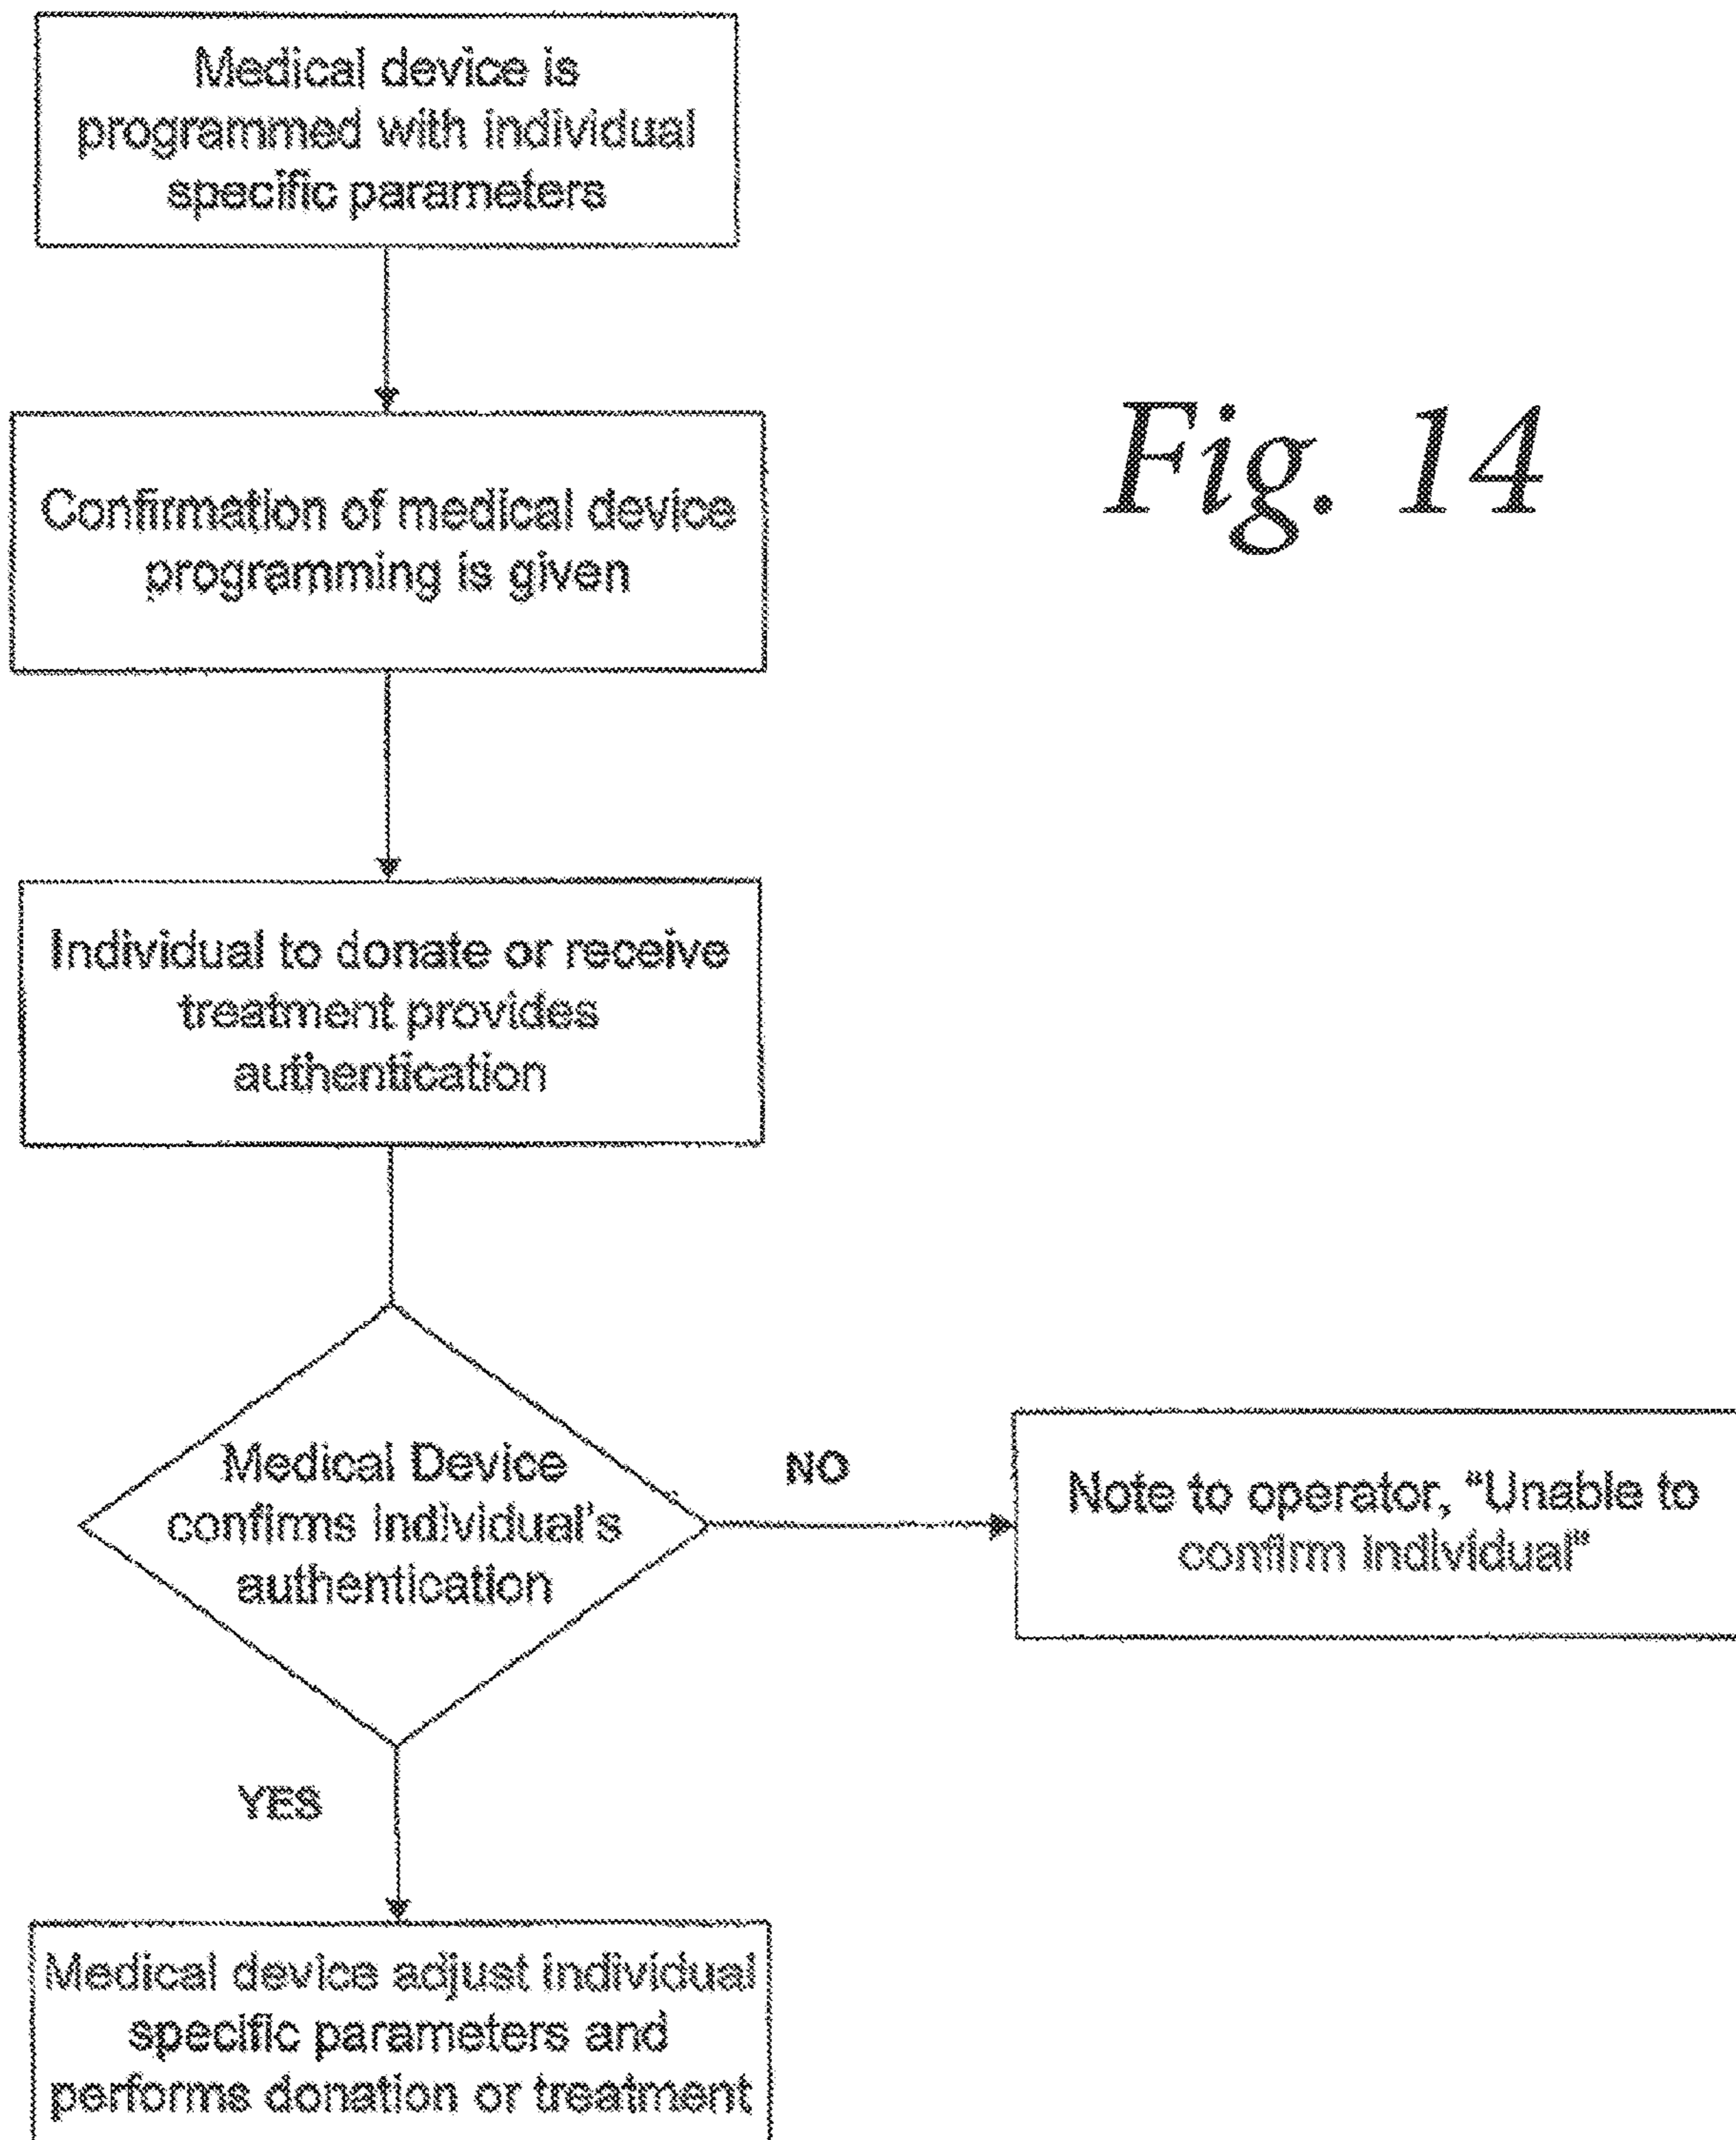 Medical device is
programmed with individual
specific parameters
Fig. 14
Confirmation of medical device
programming is given
Individual to donate or receive
treatment provides
authentication
Medical Device
confirms individual's
authentication
NO
Note to operator, “Unable to
confirm individual”
YES
Medical device adjust individual
specific parameters and
performs donation or treatment